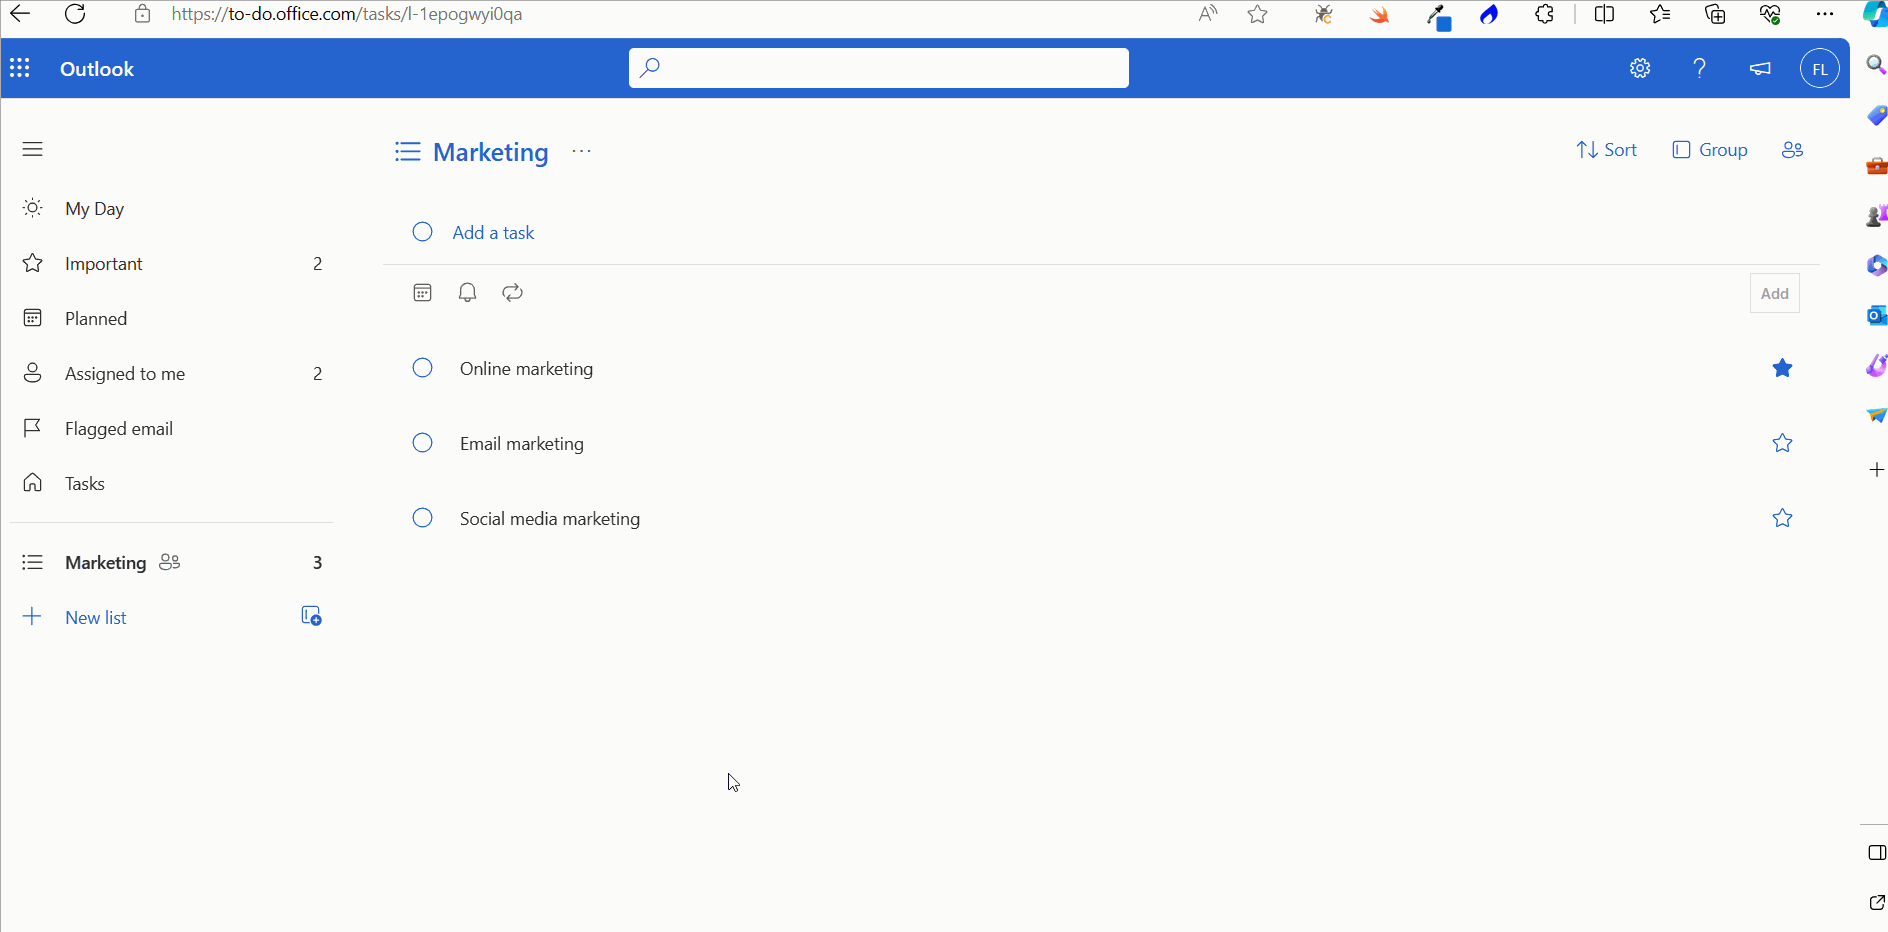 https://to-do.office.com/tasks/l-1epogwyi0qa
Outlook
FL
Marketing ...
Sort
Group
My Day
Add a task
Important 2
Planned
Add
Assigned to me 2
Online marketing
Flagged email
Email marketing
Tasks
Social media marketing
Marketing 3
New list